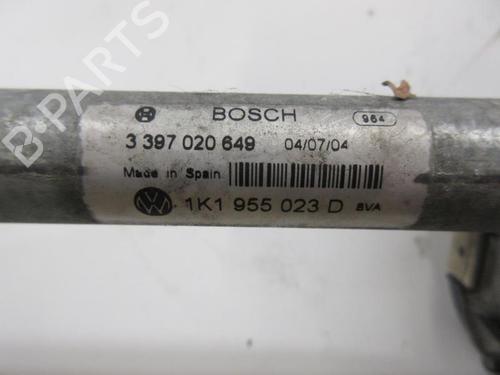 BOSCH 964
3 397 020 649 04/07/04
Made in Spain
1K1 955 023 D BVA
B-PARTS